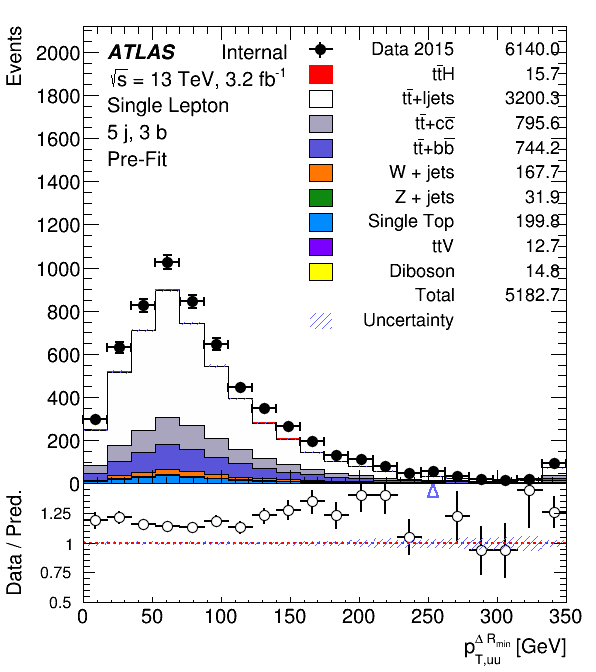 ATLAS Internal
√s = 13 TeV, 3.2 fb⁻¹
Single Lepton
5 j, 3 b
Pre-Fit
Data 2015 6140.0
tt̄H 15.7
tt̄+ljets 3200.3
tt̄+cc̄ 795.6
tt̄+bb̄ 744.2
W + jets 167.7
Z + jets 31.9
Single Top 199.8
ttV 12.7
Diboson 14.8
Total 5182.7
Uncertainty
Events
2000
1800
1600
1400
1200
1000
800
600
400
200
0
Data / Pred.
1.25
1
0.75
0.5
0 50 100 150 200 250 300 350
p_{T,uu}^{Δ R_{min}} [GeV]